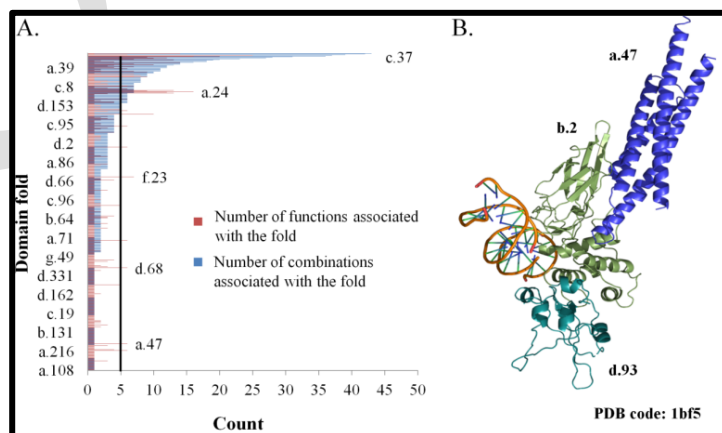 A.
B.
c.37
a.47
a.39
c.8
a.24
d.153
c.95
b.2
d.2
a.86
f.23
d.66
c.96
Number of functions associated
with the fold
b.64
a.71
Number of combinations
associated with the fold
g.49
d.68
d.331
d.162
c.19
b.131
a.47
a.216
d.93
a.108
Domain fold
0 5 10 15 20 25 30 35 40 45 50
Count
PDB code: 1bf5